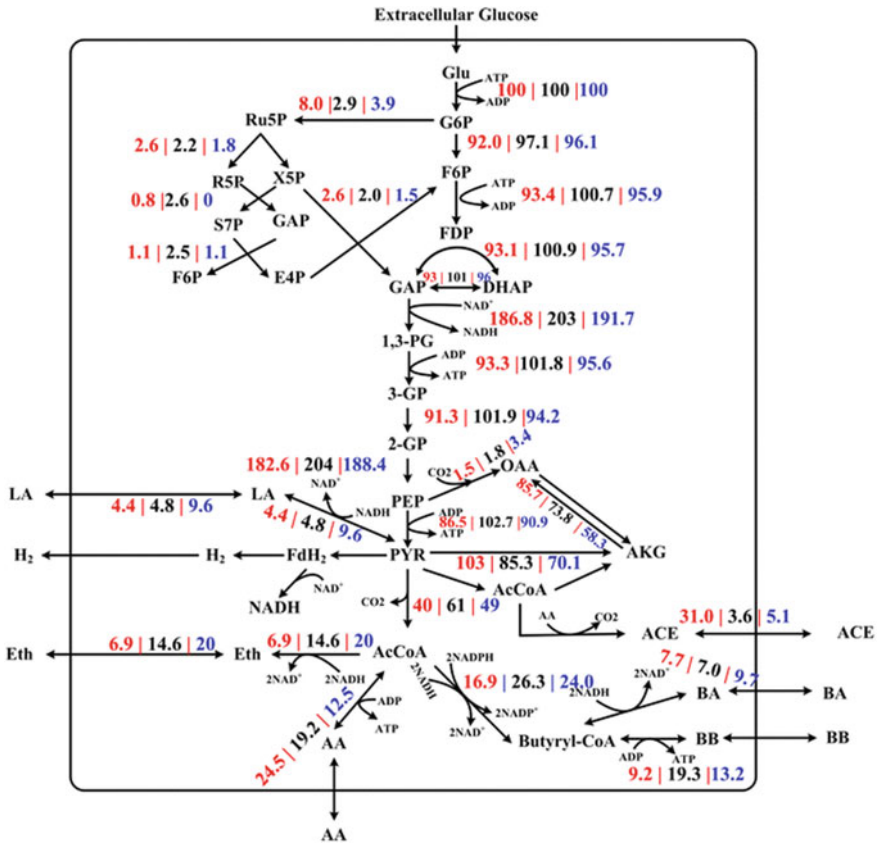 Extracellular Glucose
Glu
ATP
ADP
100 | 100 | 100
8.0 | 2.9 | 3.9
Ru5P
G6P
92.0 | 97.1 | 96.1
2.6 | 2.2 | 1.8
R5P
X5P
F6P
ATP
ADP
93.4 | 100.7 | 95.9
0.8 | 2.6 | 0
2.6 | 2.0 | 1.5
S7P
GAP
FDP
1.1 | 2.5 | 1.1
93.1 | 100.9 | 95.7
F6P
E4P
GAP
93 | 101 | 96
DHAP
NAD+
NADH
186.8 | 203 | 191.7
1,3-PG
ADP
ATP
93.3 | 101.8 | 95.6
3-GP
91.3 | 101.9 | 94.2
2-GP
182.6 | 204 | 188.4
CO2
1.5 | 1.8 | 3.4
OAA
NAD+
NADH
PEP
LA
4.4 | 4.8 | 9.6
LA
4.4 | 4.8 | 9.6
ADP
ATP
86.5 | 102.7 | 90.9
85.7 | 73.8 | 58.3
H2
H2
FdH2
PYR
103 | 85.3 | 70.1
AKG
NADH
NAD+
CO2
40 | 61 | 49
AcCoA
AA
CO2
31.0 | 3.6 | 5.1
ACE
ACE
Eth
6.9 | 14.6 | 20
Eth
6.9 | 14.6 | 20
AcCoA
2NAD+
2NADH
2NADH
2NADPH
16.9 | 26.3 | 24.0
2NADP+
2NAD+
7.7 | 7.0 | 9.7
2NADH
2NAD+
BA
BA
24.5 | 19.2 | 12.5
ADP
ATP
AA
Butyryl-CoA
BB
BB
ADP
ATP
9.2 | 19.3 | 13.2
AA